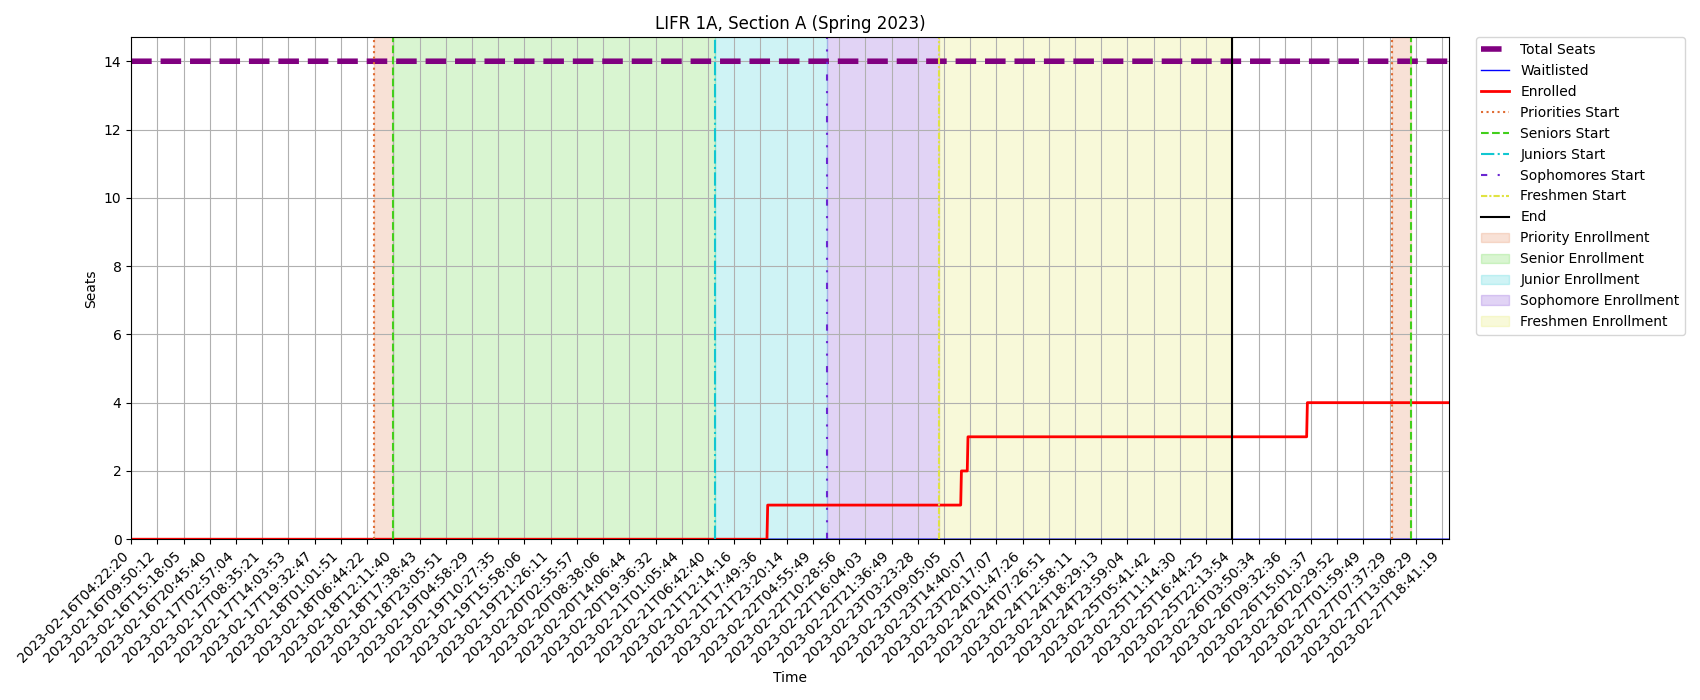 LIFR 1A, Section A (Spring 2023)
Seats
14
12
10
8
6
4
2
0
2023-02-16T04:22:20
2023-02-16T09:50:12
2023-02-16T15:18:05
2023-02-16T20:45:40
2023-02-17T02:57:04
2023-02-17T08:35:21
2023-02-17T14:03:53
2023-02-17T19:32:47
2023-02-18T01:01:51
2023-02-18T06:44:22
2023-02-18T12:11:40
2023-02-18T17:38:43
2023-02-18T23:05:51
2023-02-19T04:58:29
2023-02-19T10:27:35
2023-02-19T15:58:06
2023-02-19T21:26:11
2023-02-20T02:55:57
2023-02-20T08:38:06
2023-02-20T14:06:44
2023-02-20T19:36:32
2023-02-21T01:05:44
2023-02-21T06:42:40
2023-02-21T12:14:16
2023-02-21T17:49:36
2023-02-21T23:20:14
2023-02-22T04:55:49
2023-02-22T10:28:56
2023-02-22T16:04:03
2023-02-22T21:36:49
2023-02-23T03:23:28
2023-02-23T09:05:05
2023-02-23T14:40:07
2023-02-23T20:17:07
2023-02-24T01:47:26
2023-02-24T07:26:51
2023-02-24T12:58:11
2023-02-24T18:29:13
2023-02-24T23:59:04
2023-02-25T05:41:42
2023-02-25T11:14:30
2023-02-25T16:44:25
2023-02-25T22:13:54
2023-02-26T03:50:34
2023-02-26T09:32:36
2023-02-26T15:01:37
2023-02-26T20:29:52
2023-02-27T01:59:49
2023-02-27T07:37:29
2023-02-27T13:08:29
2023-02-27T18:41:19
Time
Total Seats
Waitlisted
Enrolled
Priorities Start
Seniors Start
Juniors Start
Sophomores Start
Freshmen Start
End
Priority Enrollment
Senior Enrollment
Junior Enrollment
Sophomore Enrollment
Freshmen Enrollment